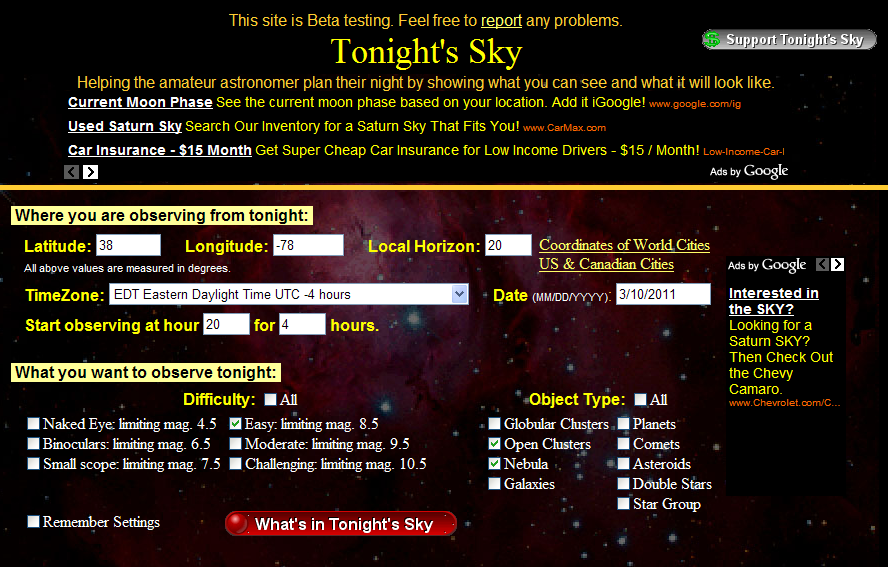 This site is Beta testing. Feel free to report any problems.
Tonight's Sky
$ Support Tonight's Sky
Helping the amateur astronomer plan their night by showing what you can see and what it will look like.
Current Moon Phase See the current moon phase based on your location. Add it iGoogle! www.google.com/ig
Used Saturn Sky Search Our Inventory for a Saturn Sky That Fits You! www.CarMax.com
Car Insurance - $15 Month Get Super Cheap Car Insurance for Low Income Drivers - $15 / Month! Low-Income-Car-I
Ads by Google
Where you are observing from tonight:
Latitude: 38 Longitude: -78 Local Horizon: 20 Coordinates of World Cities
US & Canadian Cities
All above values are measured in degrees.
TimeZone: EDT Eastern Daylight Time UTC -4 hours Date (MM/DD/YYYY): 3/10/2011
Start observing at hour 20 for 4 hours.
Ads by Google
Interested in
the SKY?
Looking for a
Saturn SKY?
Then Check Out
the Chevy
Camaro.
www.Chevrolet.com/C...
What you want to observe tonight:
Difficulty: All Object Type: All
Naked Eye: limiting mag. 4.5 Easy: limiting mag. 8.5 Globular Clusters Planets
Binoculars: limiting mag. 6.5 Moderate: limiting mag. 9.5 Open Clusters Comets
Small scope: limiting mag. 7.5 Challenging: limiting mag. 10.5 Nebula Asteroids
Galaxies Double Stars
Star Group
Remember Settings What's in Tonight's Sky